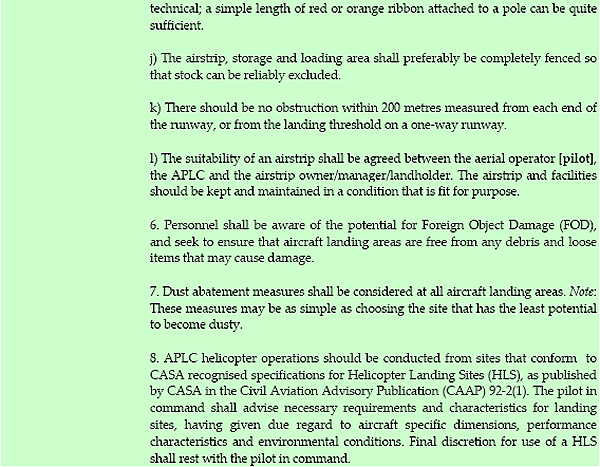 technical; a simple length of red or orange ribbon attached to a pole can be quite
sufficient.
j) The airstrip, storage and loading area shall preferably be completely fenced so
that stock can be reliably excluded.
k) There should be no obstruction within 200 metres measured from each end of
the runway, or from the landing threshold on a one-way runway.
l) The suitability of an airstrip shall be agreed between the aerial operator [pilot],
the APLC and the airstrip owner/manager/landholder. The airstrip and facilities
should be kept and maintained in a condition that is fit for purpose.
6. Personnel shall be aware of the potential for Foreign Object Damage (FOD),
and seek to ensure that aircraft landing areas are free from any debris and loose
items that may cause damage.
7. Dust abatement measures shall be considered at all aircraft landing areas. Note:
These measures may be as simple as choosing the site that has the least potential
to become dusty.
8. APLC helicopter operations should be conducted from sites that conform to
CASA recognised specifications for Helicopter Landing Sites (HLS), as published
by CASA in the Civil Aviation Advisory Publication (CAAP) 92-2(1). The pilot in
command shall advise necessary requirements and characteristics for landing
sites, having given due regard to aircraft specific dimensions, performance
characteristics and environmental conditions. Final discretion for use of a HLS
shall rest with the pilot in command.